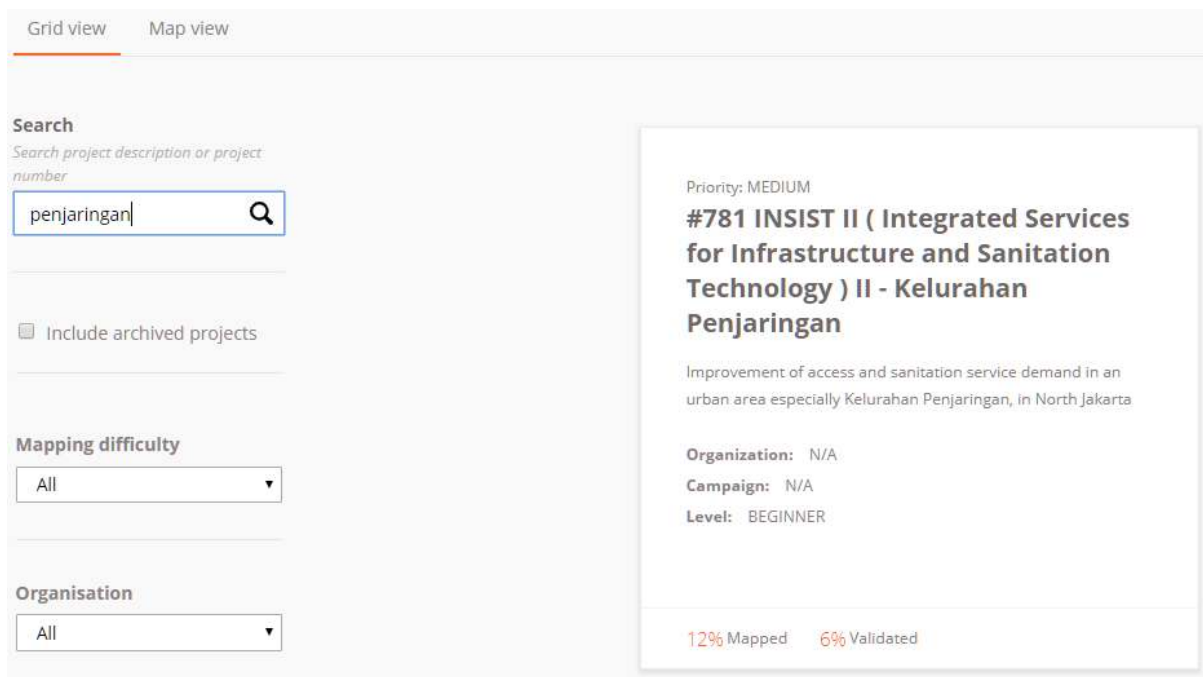 Grid view Map view
Search
Search project description or project
number
penjaringan
Include archived projects
Mapping difficulty
All
Organisation
All
Priority: MEDIUM
#781 INSIST II ( Integrated Services
for Infrastructure and Sanitation
Technology ) II - Kelurahan
Penjaringan
Improvement of access and sanitation service demand in an
urban area especially Kelurahan Penjaringan, in North Jakarta
Organization: N/A
Campaign: N/A
Level: BEGINNER
12% Mapped 6% Validated